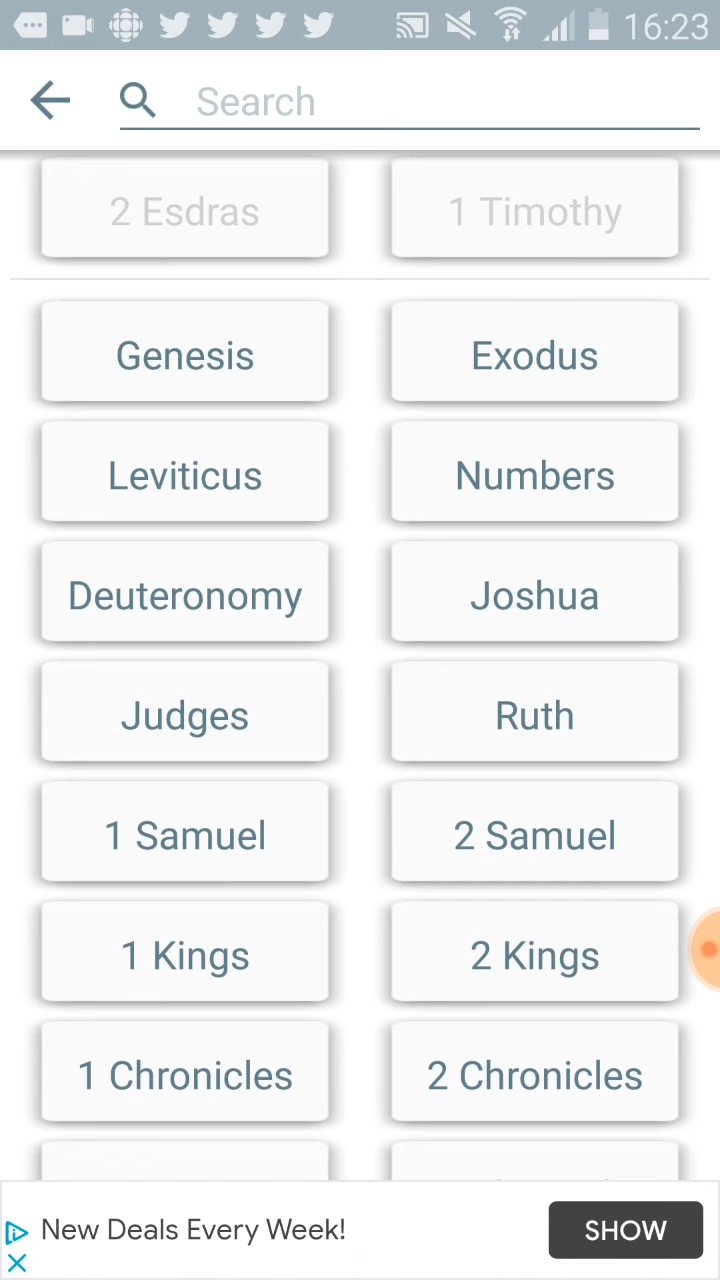 16:23
Search
2 Esdras 1 Timothy
Genesis Exodus
Leviticus Numbers
Deuteronomy Joshua
Judges Ruth
1 Samuel 2 Samuel
1 Kings 2 Kings
1 Chronicles 2 Chronicles
New Deals Every Week! SHOW